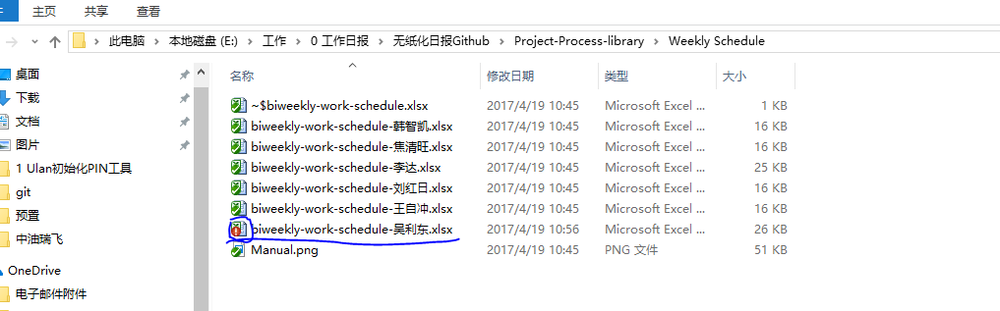 主页 共享 查看
此电脑 本地磁盘 (E:) 工作 0 工作日报 无纸化日报Github Project-Process-library Weekly Schedule
桌面
下载
文档
图片
1 Ulan初始化PIN工具
git
预置
中油瑞飞
OneDrive
电子邮件附件
名称 修改日期 类型 大小
~$biweekly-work-schedule.xlsx 2017/4/19 10:45 Microsoft Excel ... 1 KB
biweekly-work-schedule-韩智凯.xlsx 2017/4/19 10:45 Microsoft Excel ... 16 KB
biweekly-work-schedule-焦清旺.xlsx 2017/4/19 10:45 Microsoft Excel ... 16 KB
biweekly-work-schedule-李达.xlsx 2017/4/19 10:45 Microsoft Excel ... 25 KB
biweekly-work-schedule-刘红日.xlsx 2017/4/19 10:45 Microsoft Excel ... 16 KB
biweekly-work-schedule-王自冲.xlsx 2017/4/19 10:45 Microsoft Excel ... 16 KB
biweekly-work-schedule-吴利东.xlsx 2017/4/19 10:56 Microsoft Excel ... 26 KB
Manual.png 2017/4/19 10:45 PNG 文件 51 KB